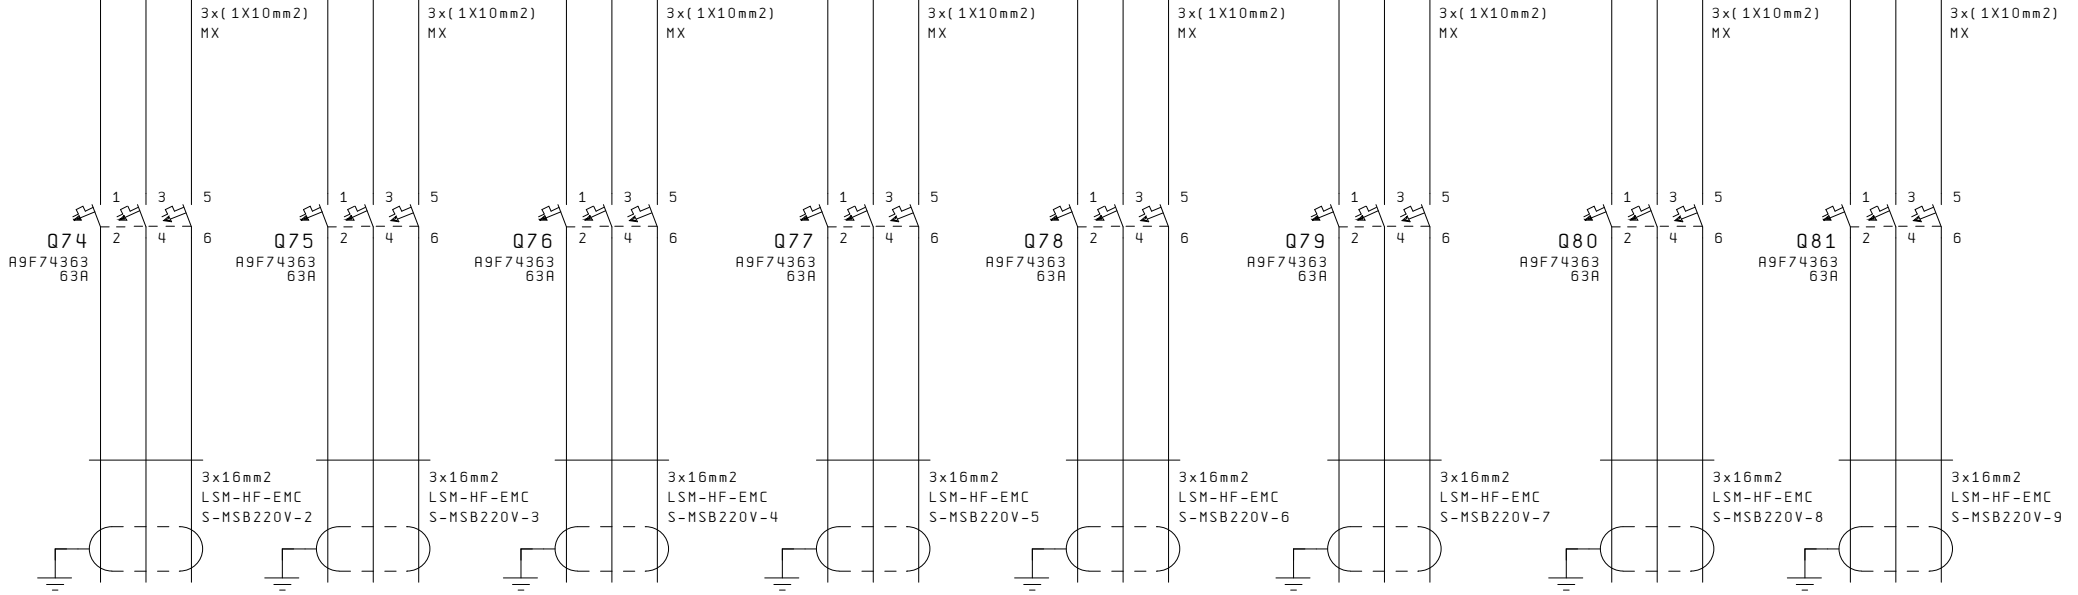 3x(1X10mm2) 3x(1X10mm2) 3x(1X10mm2) 3x(1X10mm2) 3x(1X10mm2) 3x(1X10mm2) 3x(1X10mm2) 3x(1X10mm2)
MX MX MX MX MX MX MX MX
1 3 5 1 3 5 1 3 5 1 3 5 1 3 5 1 3 5 1 3 5 1 3 5
2 4 6 2 4 6 2 4 6 2 4 6 2 4 6 2 4 6 2 4 6 2 4 6
Q74 Q75 Q76 Q77 Q78 Q79 Q80 Q81
A9F74363 A9F74363 A9F74363 A9F74363 A9F74363 A9F74363 A9F74363 A9F74363
63A 63A 63A 63A 63A 63A 63A 63A
3x16mm2 3x16mm2 3x16mm2 3x16mm2 3x16mm2 3x16mm2 3x16mm2 3x16mm2
LSM-HF-EMC LSM-HF-EMC LSM-HF-EMC LSM-HF-EMC LSM-HF-EMC LSM-HF-EMC LSM-HF-EMC LSM-HF-EMC
S-MSB220V-2 S-MSB220V-3 S-MSB220V-4 S-MSB220V-5 S-MSB220V-6 S-MSB220V-7 S-MSB220V-8 S-MSB220V-9